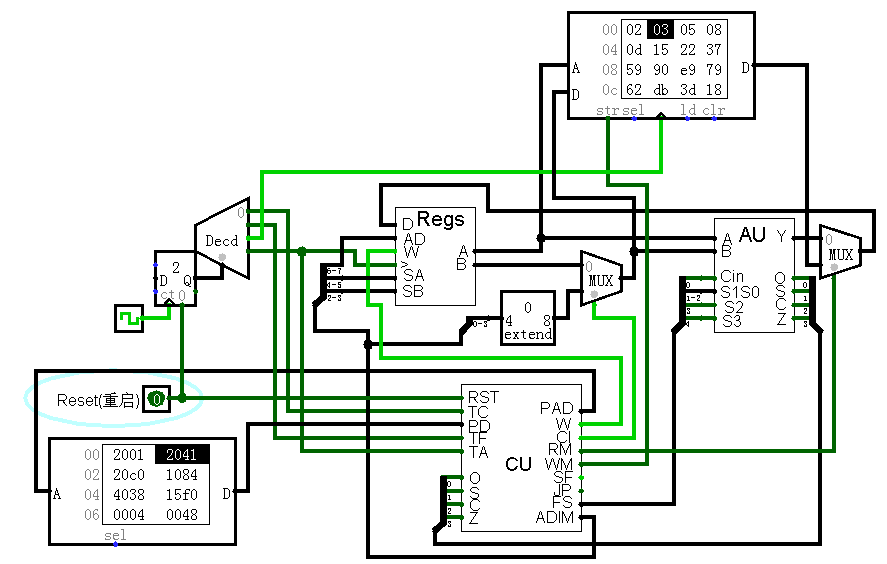 00 02 03 05 08
04 0d 15 22 37
08 59 90 e9 79
0c 62 db 3d 18
A
D
D
str sel ld clr
0
Decd
2
D
Q
ct 0
Regs
D
AD
W
>
SA
SB
A
B
6-7
4-5
2-3
0
MUX
0
4 8
extend
0-3
AU
A
B
Y
Cin
S1S0
S2
S3
O
S
C
Z
0
1-2
3
4
0
1
2
3
0
MUX
Reset(重启)
0
CU
RST
TC
PD
TF
TA
O
S
C
Z
0
1
2
3
PAD
W
CI
RM
WM
SF
JP
FS
ADIM
00 2001 2041
02 20c0 1084
04 4038 15f0
06 0004 0048
A
D
sel